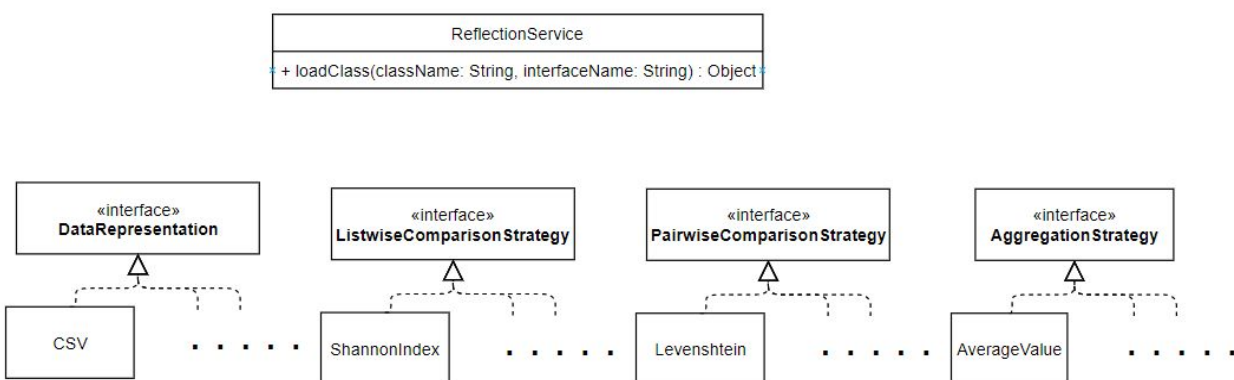 ReflectionService
+ loadClass(className: String, interfaceName: String) : Object
«interface»
DataRepresentation
«interface»
ListwiseComparisonStrategy
«interface»
PairwiseComparisonStrategy
«interface»
AggregationStrategy
CSV
. . . . .
ShannonIndex
. . . . .
Levenshtein
. . . . .
AverageValue
. . . . .